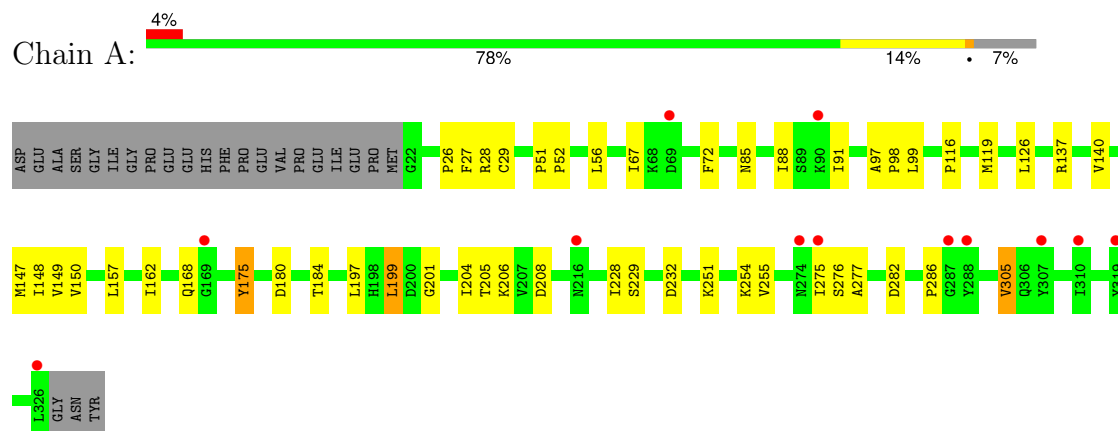 4%
Chain A:
78% 14% • 7%
ASP GLU ALA SER GLY ILE GLY PRO GLU GLU HIS PHE PRO GLU VAL PRO GLU ILE GLU PRO MET G22 P26 F27 R28 C29 P51 P52 L56 I67 K68 D69 F72 N85 I88 S89 K90 I91 A97 P98 L99 P116 M119 L126 R137 V140
M147 I148 V149 V150 L157 I162 Q168 G169 Y175 D180 T184 L197 H198 L199 D200 G201 I204 T205 K206 V207 D208 N216 I228 S229 D232 K251 K254 V255 N274 I275 S276 A277 D282 P286 G287 Y288 V305 Q306 Y307 I310
L326 GLY ASN TYR